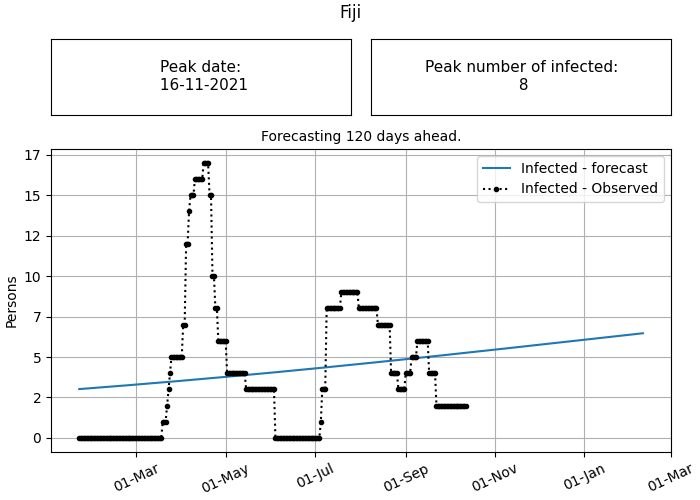 Fiji
Peak date:
16-11-2021
Peak number of infected:
8
Forecasting 120 days ahead.
Infected - forecast
Infected - Observed
Persons
17
15
12
10
7
5
2
0
01-Mar
01-May
01-Jul
01-Sep
01-Nov
01-Jan
01-Mar